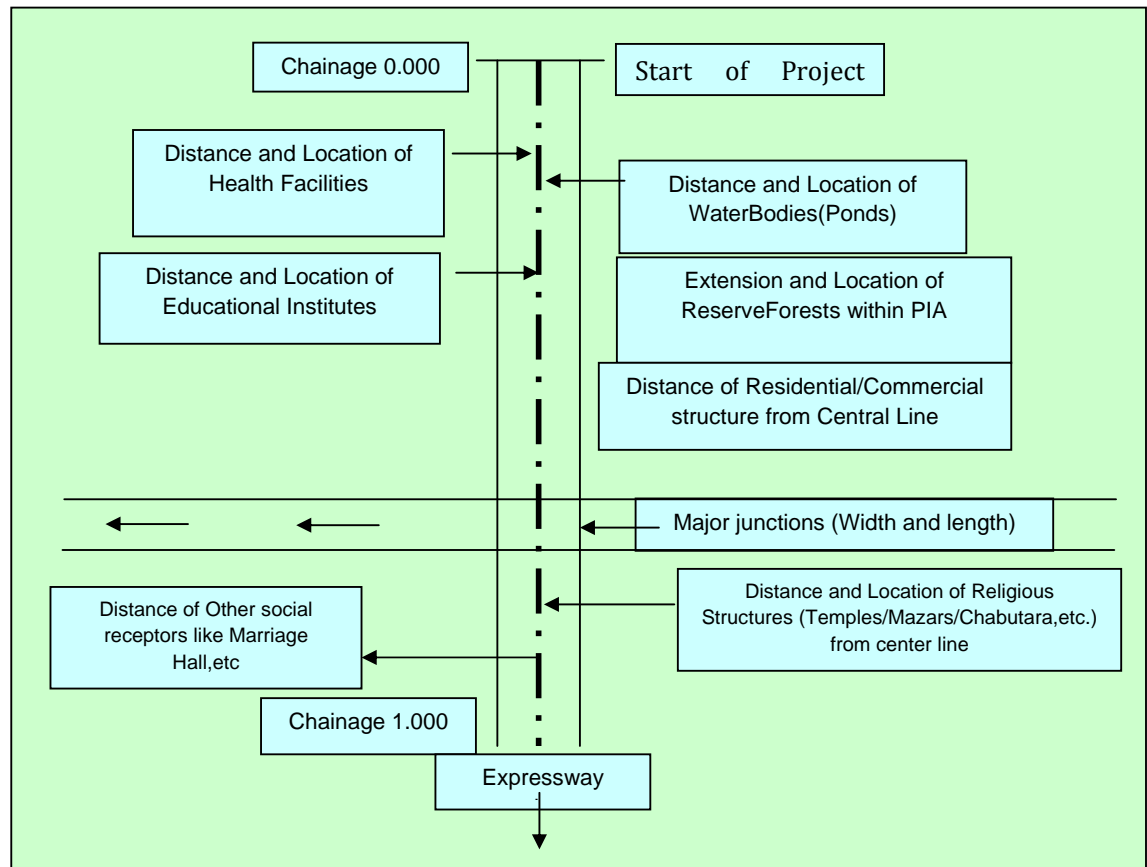 Chainage 0.000
Start of Project
Distance and Location of
Health Facilities
Distance and Location of
WaterBodies(Ponds)
Distance and Location of
Educational Institutes
Extension and Location of
ReserveForests within PIA
Distance of Residential/Commercial
structure from Central Line
Major junctions (Width and length)
Distance and Location of Religious
Structures (Temples/Mazars/Chabutara,etc.)
from center line
Distance of Other social
receptors like Marriage
Hall,etc
Chainage 1.000
Expressway